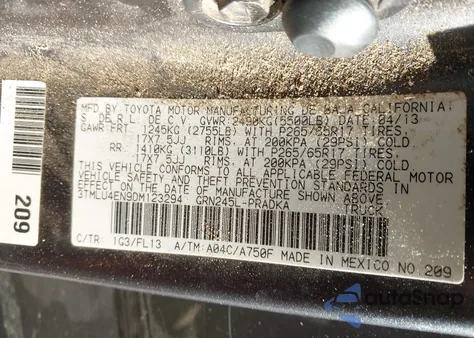 MFD. BY TOYOTA MOTOR MANUFACTURING DE BAJA CALIFORNIA
S. DE R.L. DE C.V. GVWR 2490KG(5500LB) DATE:04/13
GAWR FRT. 1245KG(2755LB) WITH P265/65R17 TIRES,
17X7.5JJ RIMS, AT 200KPA (29PSI) COLD
RR. 1410KG(3110LB) WITH P265/65R17 TIRES,
17X7.5JJ RIMS, AT 200KPA (29PSI) COLD
THIS VEHICLE CONFORMS TO ALL APPLICABLE FEDERAL MOTOR
VEHICLE SAFETY STANDARDS IN EFFECT ON THE
DATE OF MANUFACTURE SHOWN ABOVE.
3TMLU4EN9DM123294 GRN245L-PRADKA TRUCK
C/TR: 1G3/FL13 A/TM:A04C/A750F MADE IN MEXICO NO.209
209
autoSnap